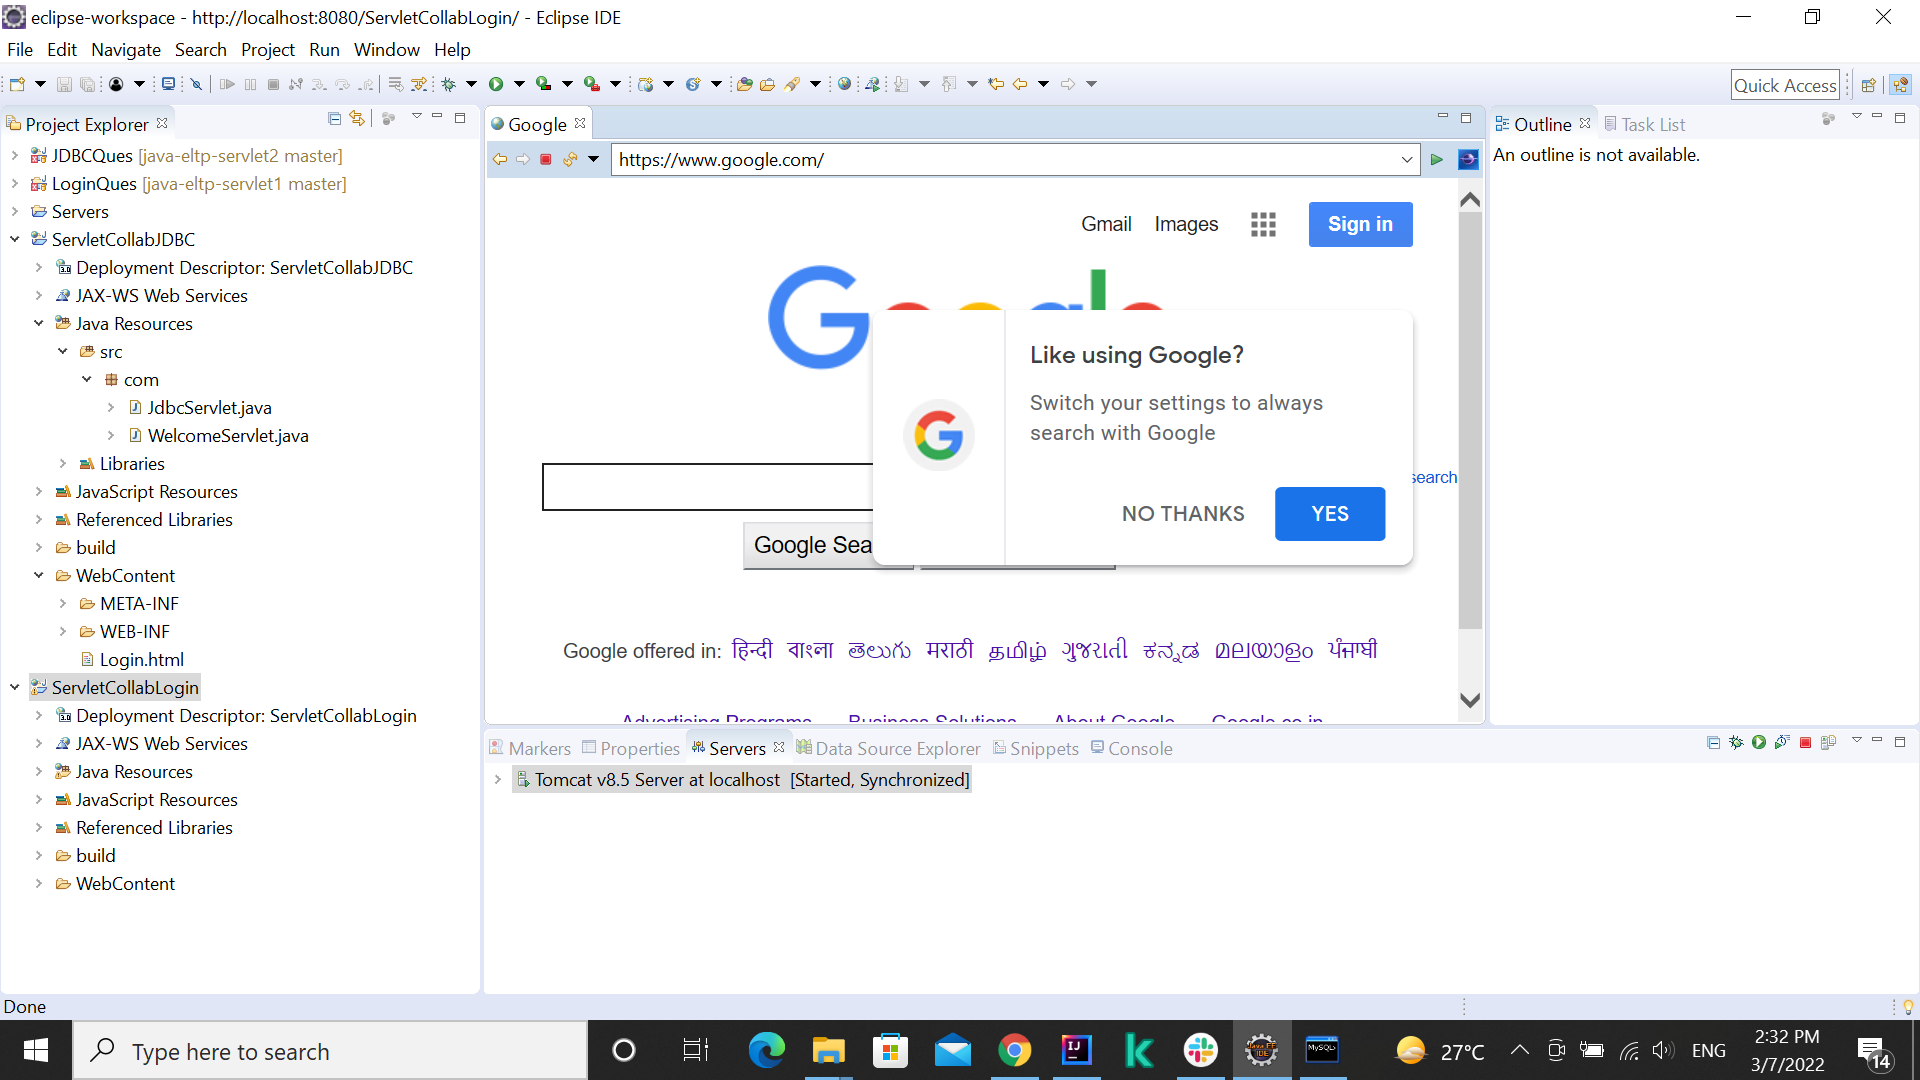 eclipse-workspace - http://localhost:8080/ServletCollabLogin/ - Eclipse IDE
File Edit Navigate Search Project Run Window Help
Quick Access
Project Explorer
JDBCQues [java-eltp-servlet2 master]
LoginQues [java-eltp-servlet1 master]
Servers
ServletCollabJDBC
Deployment Descriptor: ServletCollabJDBC
JAX-WS Web Services
Java Resources
src
com
JdbcServlet.java
WelcomeServlet.java
Libraries
JavaScript Resources
Referenced Libraries
build
WebContent
META-INF
WEB-INF
Login.html
ServletCollabLogin
Deployment Descriptor: ServletCollabLogin
JAX-WS Web Services
Java Resources
JavaScript Resources
Referenced Libraries
build
WebContent
Google
https://www.google.com/
Gmail Images Sign in
Google
Like using Google?
Switch your settings to always
search with Google
NO THANKS YES
search
Google Sea
Google offered in: हिन्दी বাংলা తెలుగు मराठी தமிழ் ગુજરાતી ಕನ್ನಡ മലയാളം ਪੰਜਾਬੀ
Advertising Programs Business Solutions About Google Google.co.in
Outline Task List
An outline is not available.
Markers Properties Servers Data Source Explorer Snippets Console
Tomcat v8.5 Server at localhost [Started, Synchronized]
Done
Type here to search
27°C
ENG
2:32 PM
3/7/2022
14